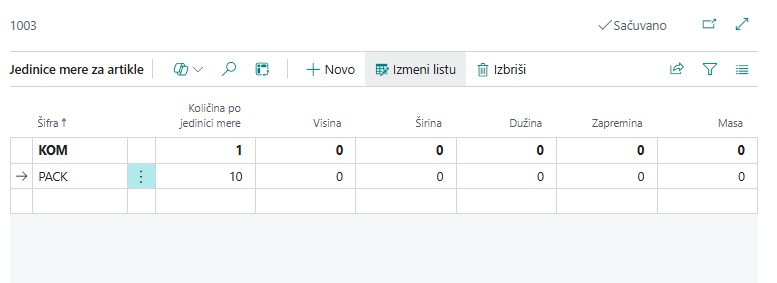 1003
Sačuvano
Jedinice mere za artikle
Novo
Izmeni listu
Izbriši
Šifra ↑
Količina po
jedinici mere
Visina
Širina
Dužina
Zapremina
Masa
KOM 1 0 0 0 0 0
PACK 10 0 0 0 0 0